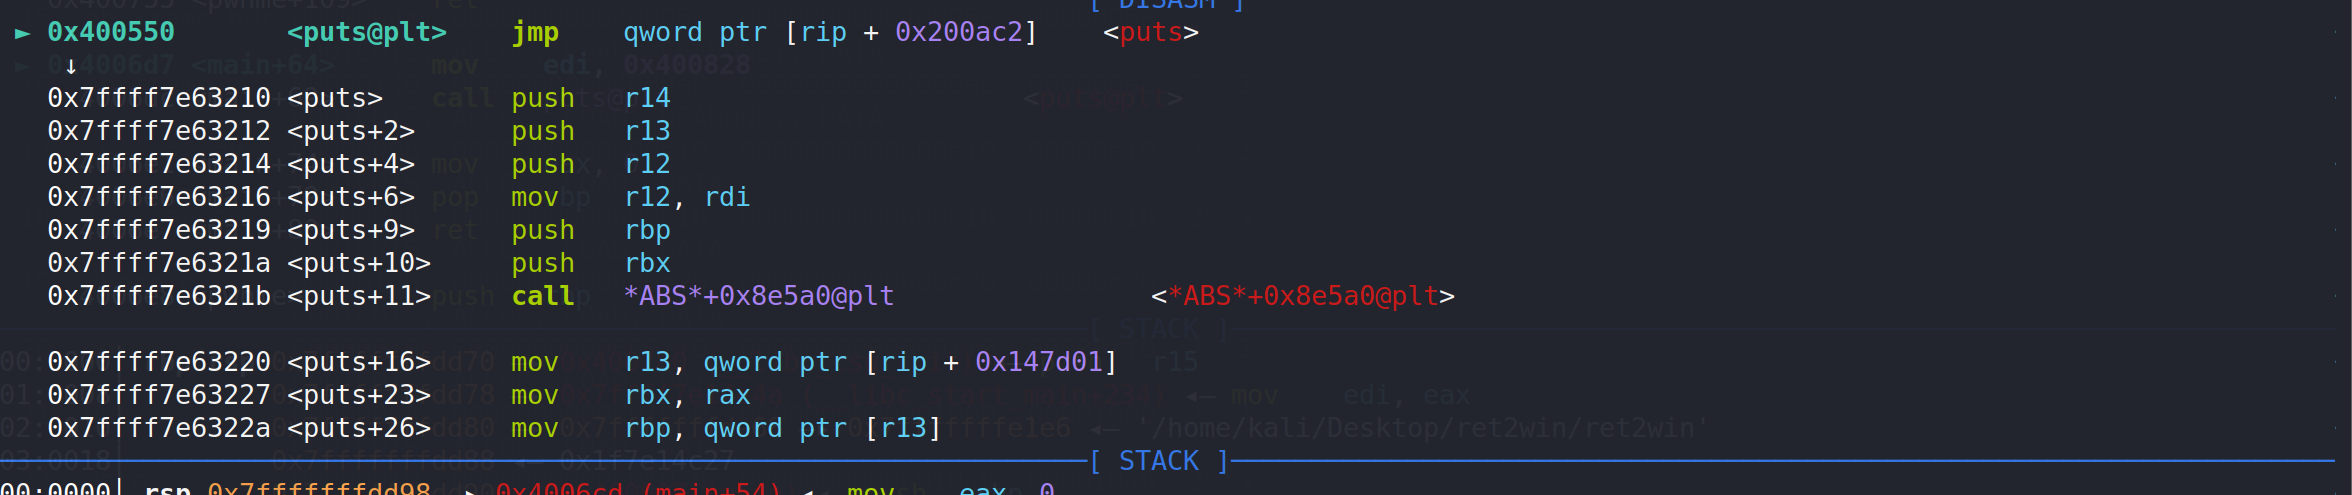 [ DISASM ]
► 0x400550 <puts@plt> jmp qword ptr [rip + 0x200ac2] <puts>
↓
0x7ffff7e63210 <puts> push r14
0x7ffff7e63212 <puts+2> push r13
0x7ffff7e63214 <puts+4> push r12
0x7ffff7e63216 <puts+6> mov r12, rdi
0x7ffff7e63219 <puts+9> push rbp
0x7ffff7e6321a <puts+10> push rbx
0x7ffff7e6321b <puts+11> call *ABS*+0x8e5a0@plt <*ABS*+0x8e5a0@plt>
0x7ffff7e63220 <puts+16> mov r13, qword ptr [rip + 0x147d01]
0x7ffff7e63227 <puts+23> mov rbx, rax
0x7ffff7e6322a <puts+26> mov rbp, qword ptr [r13]
[ STACK ]
00:0000│ rsp 0x7fffffffdd98 0x4006cd (main+54) mov eax, 0